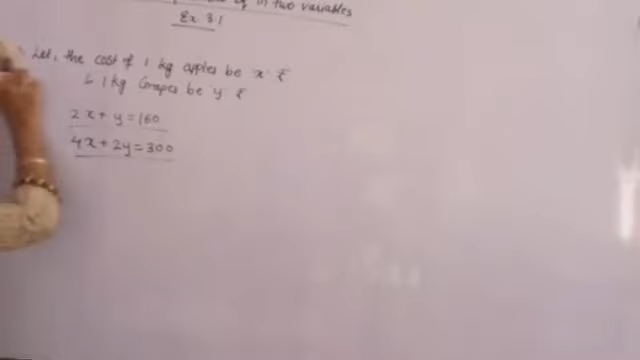 in two variables
Ex 3.1
Let, the cost of 1 kg apples be "x" ₹
& 1 kg Grapes be "y" ₹
2x + y = 160
4x + 2y = 300